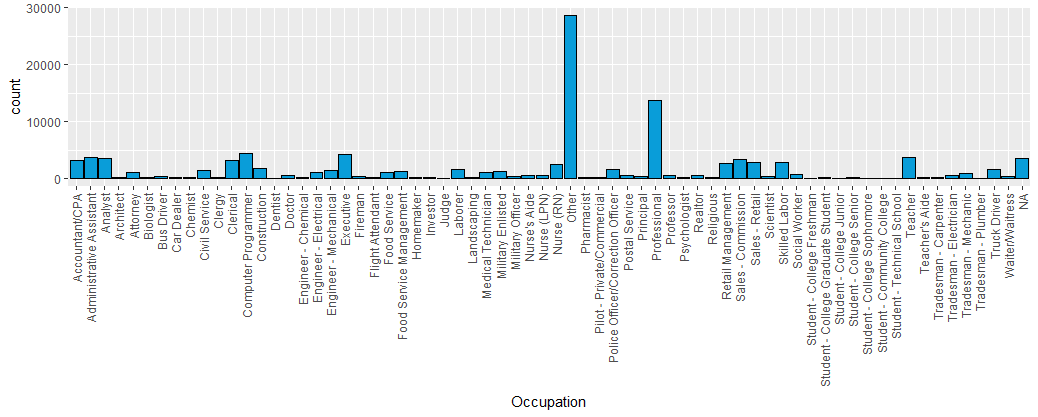 30000
20000
10000
0
count
Accountant/CPA
Administrative Assistant
Analyst
Architect
Attorney
Biologist
Bus Driver
Car Dealer
Chemist
Civil Service
Clergy
Clerical
Computer Programmer
Construction
Dentist
Doctor
Engineer - Chemical
Engineer - Electrical
Engineer - Mechanical
Executive
Fireman
Flight Attendant
Food Service
Food Service Management
Homemaker
Investor
Judge
Laborer
Landscaping
Medical Technician
Military Enlisted
Military Officer
Nurse's Aide
Nurse (LPN)
Nurse (RN)
Other
Pharmacist
Pilot - Private/Commercial
Police Officer/Correction Officer
Postal Service
Principal
Professional
Professor
Psychologist
Realtor
Religious
Retail Management
Sales - Commission
Sales - Retail
Scientist
Skilled Labor
Social Worker
Student - College Freshman
Student - College Graduate Student
Student - College Junior
Student - College Senior
Student - College Sophomore
Student - Community College
Student - Technical School
Teacher
Teacher's Aide
Tradesman - Carpenter
Tradesman - Electrician
Tradesman - Mechanic
Tradesman - Plumber
Truck Driver
Waiter/Waitress
NA
Occupation